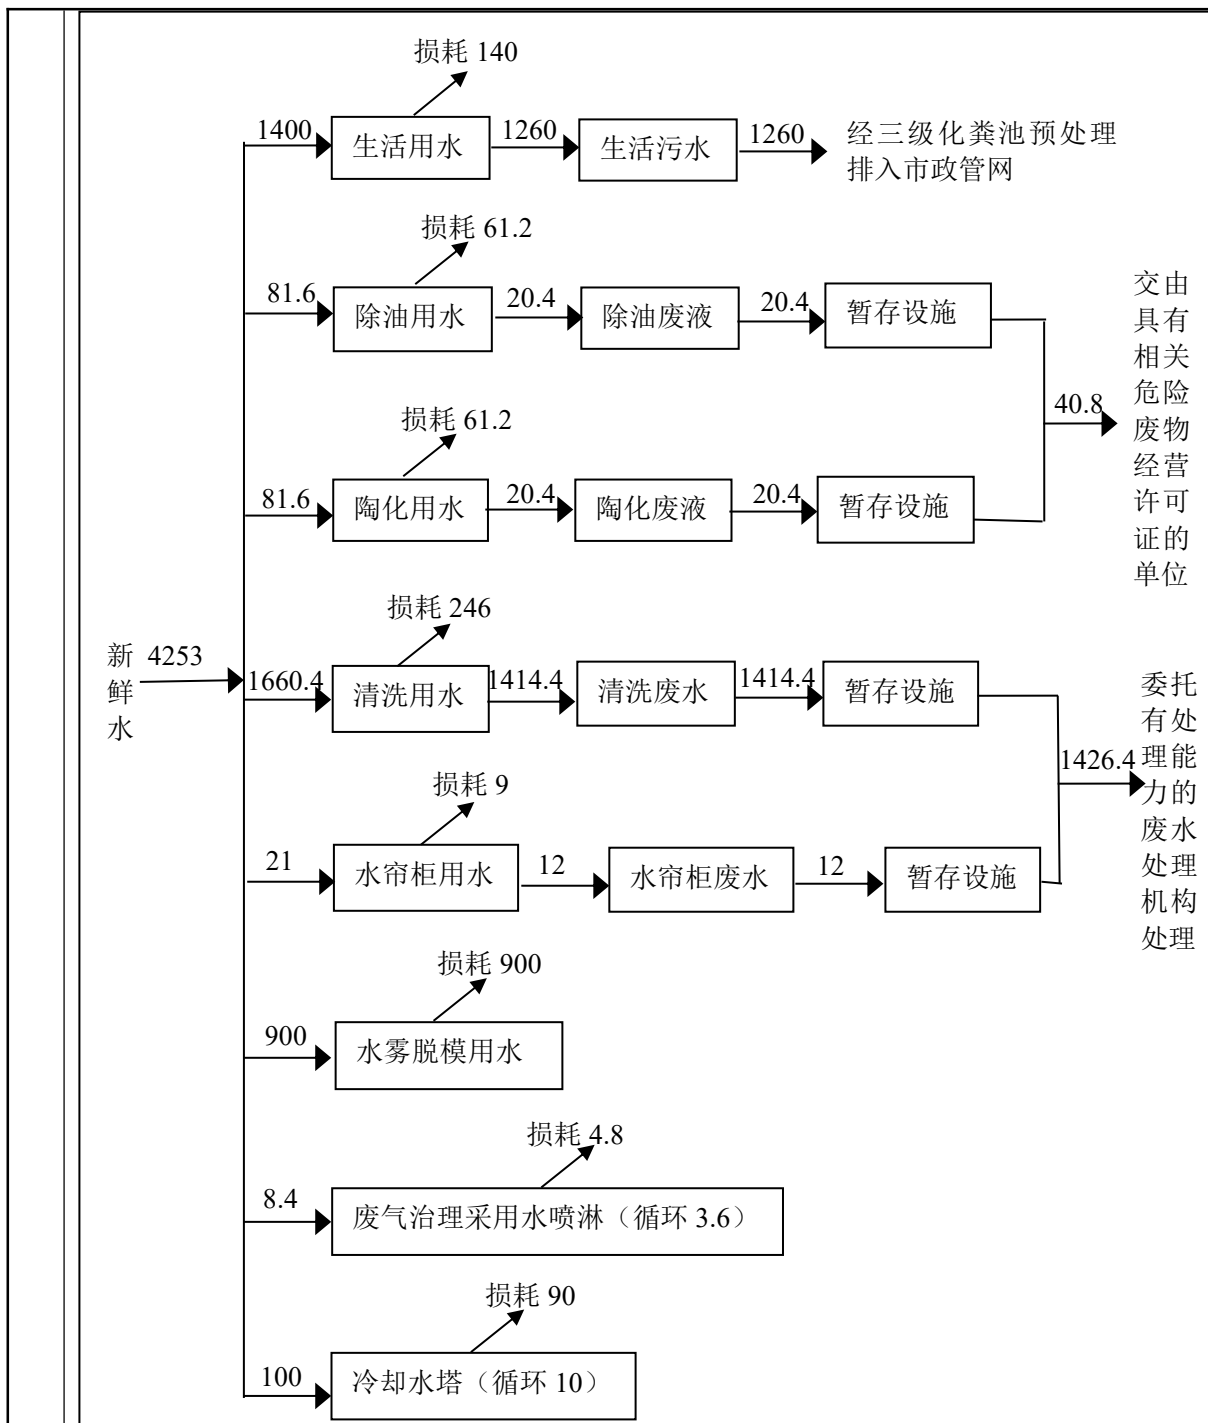 损耗 140
1400
生活用水
1260
生活污水
1260
经三级化粪池预处理
排入市政管网
损耗 61.2
81.6
除油用水
20.4
除油废液
20.4
暂存设施
损耗 61.2
81.6
陶化用水
20.4
陶化废液
20.4
暂存设施
40.8
交由
具有
相关
危险
废物
经营
许可
证的
单位
新
鲜
水
4253
损耗 246
1660.4
清洗用水
1414.4
清洗废水
1414.4
暂存设施
损耗 9
21
水帘柜用水
12
水帘柜废水
12
暂存设施
1426.4
委托
有处
理能
力的
废水
处理
机构
处理
损耗 900
900
水雾脱模用水
损耗 4.8
8.4
废气治理采用水喷淋（循环 3.6）
损耗 90
100
冷却水塔（循环 10）